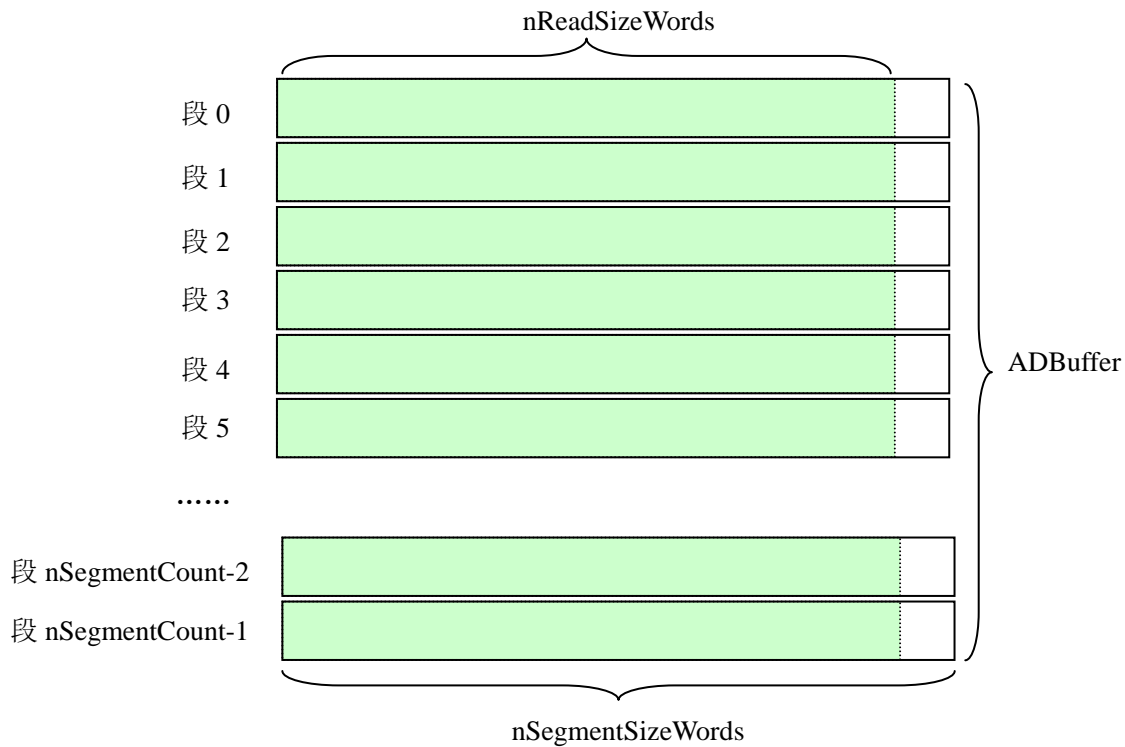 nReadSizeWords
段 0
段 1
段 2
段 3
段 4
ADBuffer
段 5
……
段 nSegmentCount-2
段 nSegmentCount-1
nSegmentSizeWords